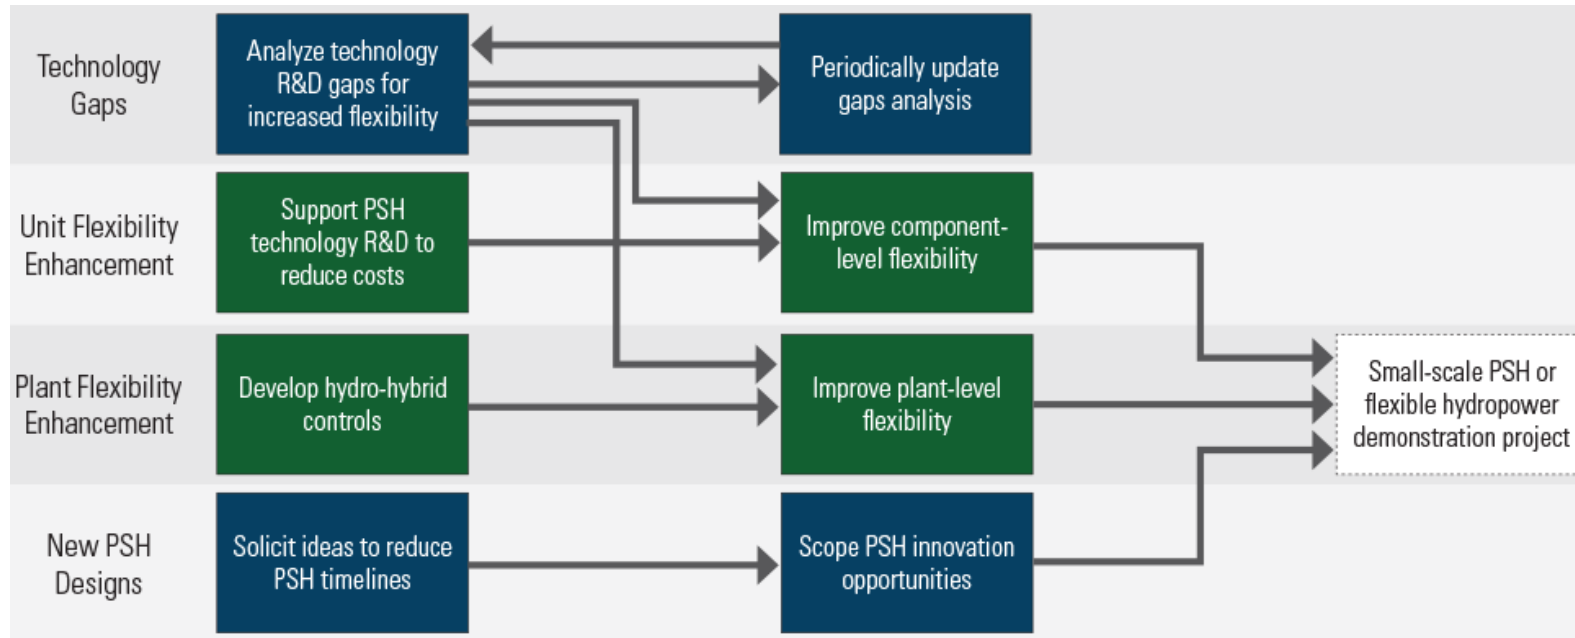 Technology
Gaps
Analyze technology
R&D gaps for
increased flexibility
Periodically update
gaps analysis
Unit Flexibility
Enhancement
Support PSH
technology R&D to
reduce costs
Improve component-
level flexibility
Plant Flexibility
Enhancement
Develop hydro-hybrid
controls
Improve plant-level
flexibility
Small-scale PSH or
flexible hydropower
demonstration project
New PSH
Designs
Solicit ideas to reduce
PSH timelines
Scope PSH innovation
opportunities